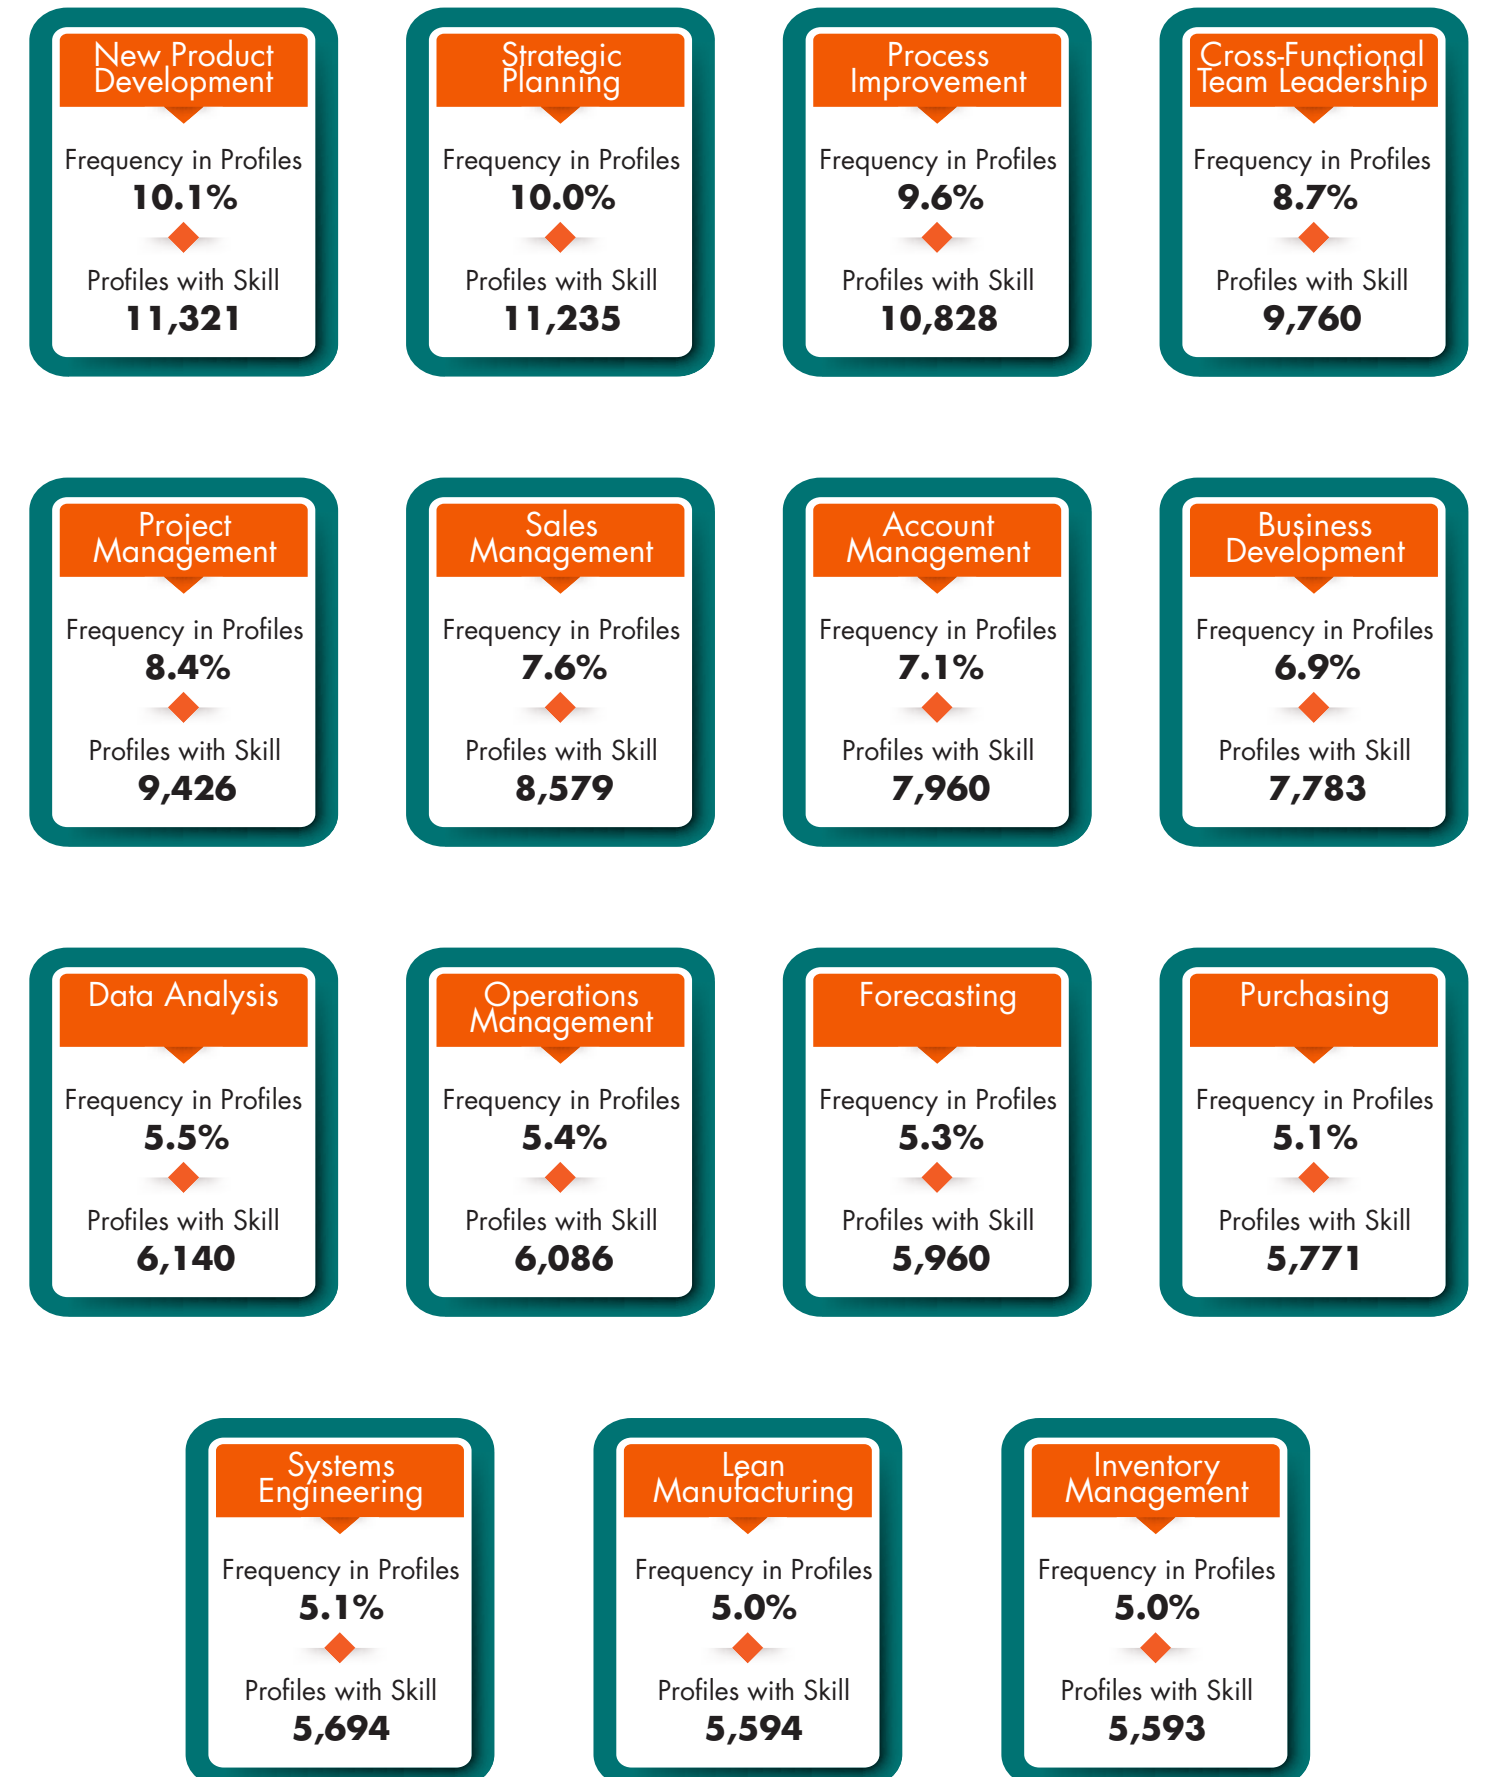 New Product
Development
Frequency in Profiles
10.1%
Profiles with Skill
11,321
Strategic
Planning
Frequency in Profiles
10.0%
Profiles with Skill
11,235
Process
Improvement
Frequency in Profiles
9.6%
Profiles with Skill
10,828
Cross-Functional
Team Leadership
Frequency in Profiles
8.7%
Profiles with Skill
9,760
Project
Management
Frequency in Profiles
8.4%
Profiles with Skill
9,426
Sales
Management
Frequency in Profiles
7.6%
Profiles with Skill
8,579
Account
Management
Frequency in Profiles
7.1%
Profiles with Skill
7,960
Business
Development
Frequency in Profiles
6.9%
Profiles with Skill
7,783
Data Analysis
Frequency in Profiles
5.5%
Profiles with Skill
6,140
Operations
Management
Frequency in Profiles
5.4%
Profiles with Skill
6,086
Forecasting
Frequency in Profiles
5.3%
Profiles with Skill
5,960
Purchasing
Frequency in Profiles
5.1%
Profiles with Skill
5,771
Systems
Engineering
Frequency in Profiles
5.1%
Profiles with Skill
5,694
Lean
Manufacturing
Frequency in Profiles
5.0%
Profiles with Skill
5,594
Inventory
Management
Frequency in Profiles
5.0%
Profiles with Skill
5,593